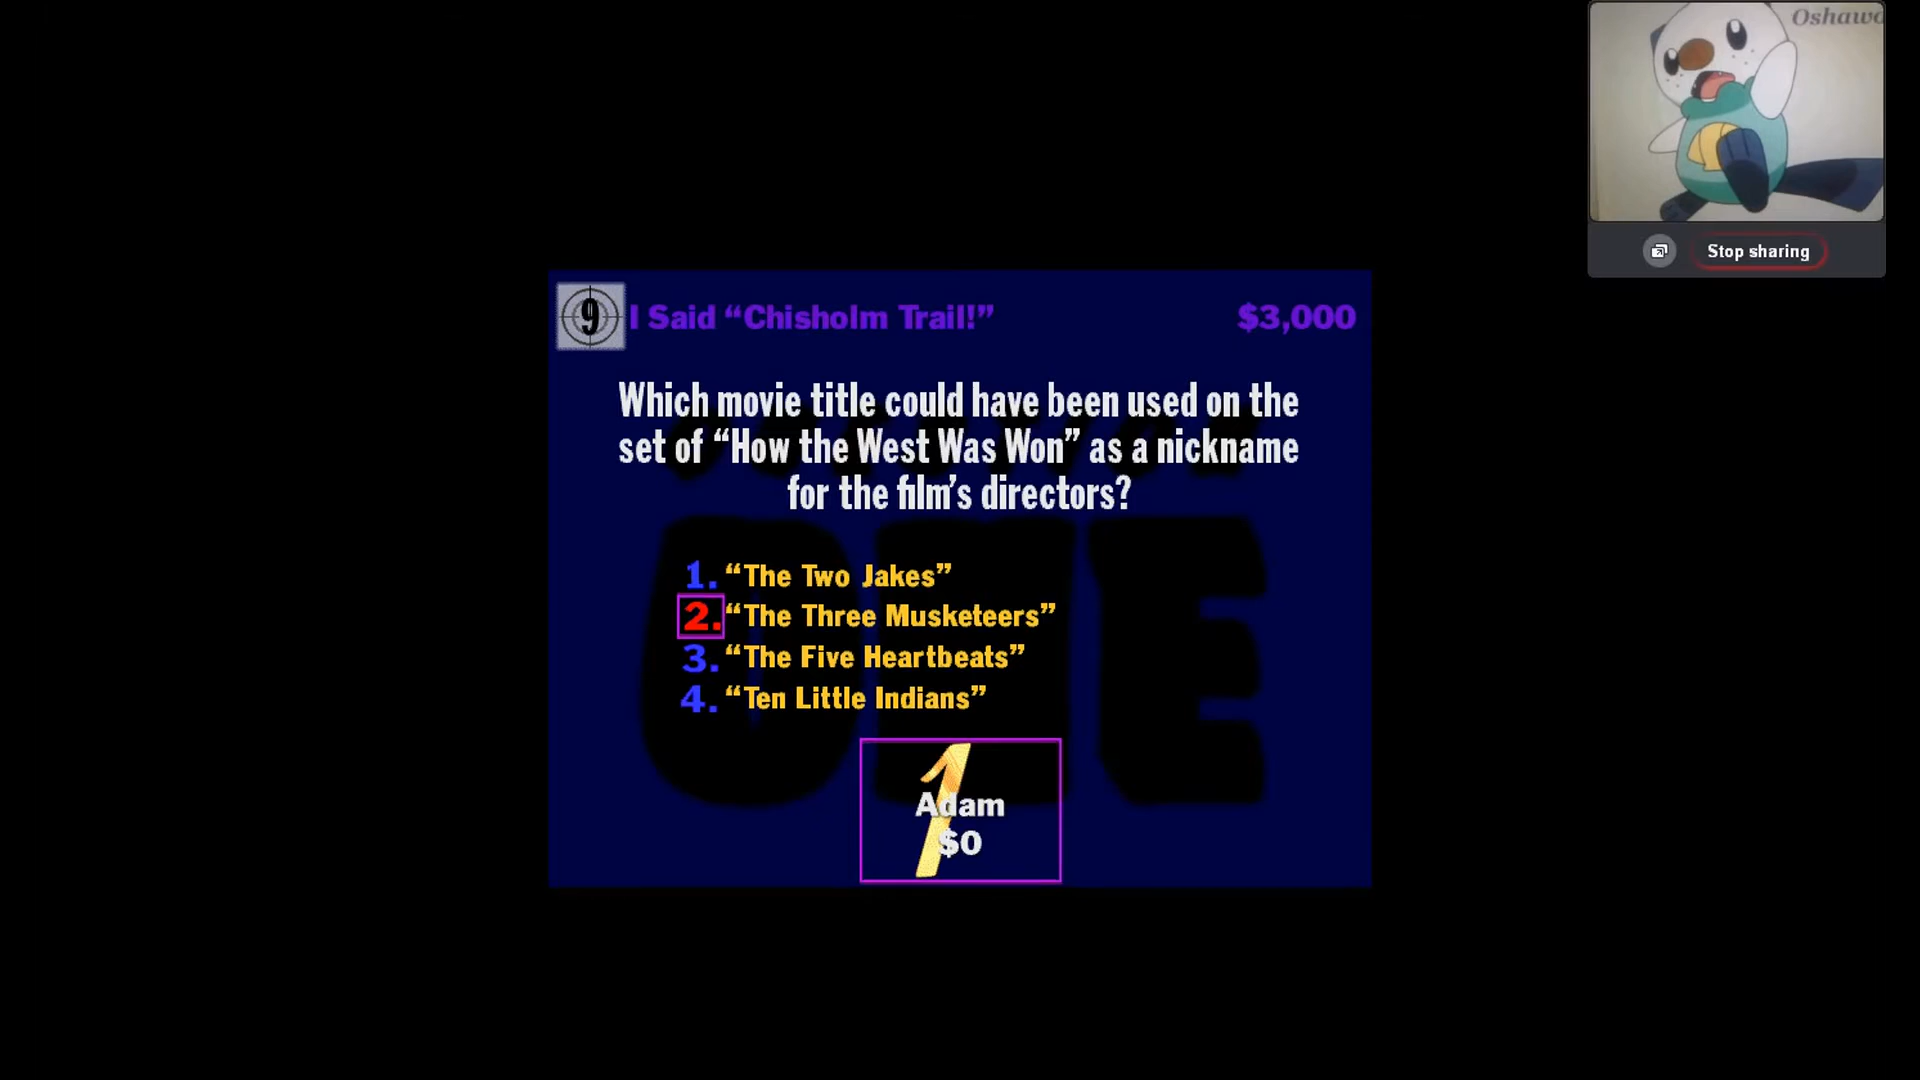 Oshawo
Stop sharing
9
I Said “Chisholm Trail!”
$3,000
Which movie title could have been used on the
set of “How the West Was Won” as a nickname
for the film’s directors?
1. “The Two Jakes”
2. “The Three Musketeers”
3. “The Five Heartbeats”
4. “Ten Little Indians”
1
Adam
$0